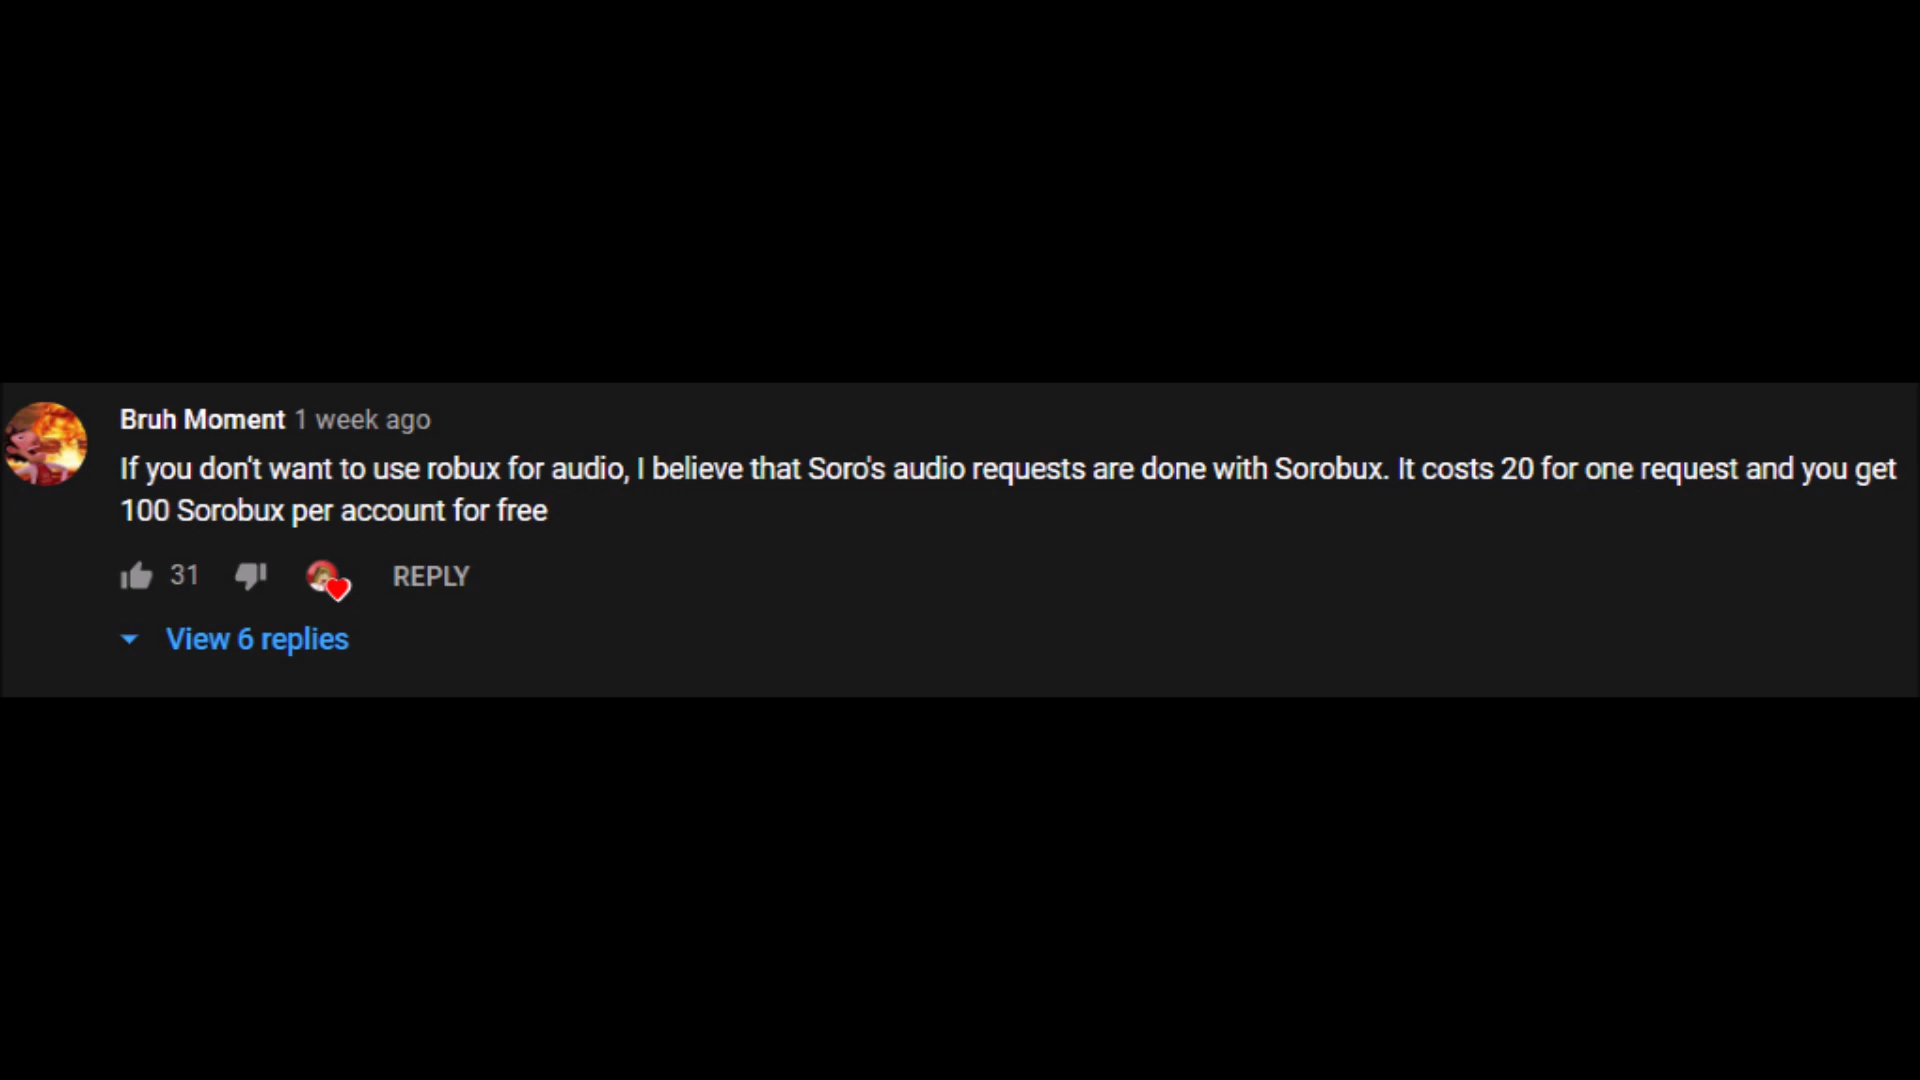 Bruh Moment 1 week ago
If you don't want to use robux for audio, I believe that Soro's audio requests are done with Sorobux. It costs 20 for one request and you get
100 Sorobux per account for free
31 REPLY
View 6 replies